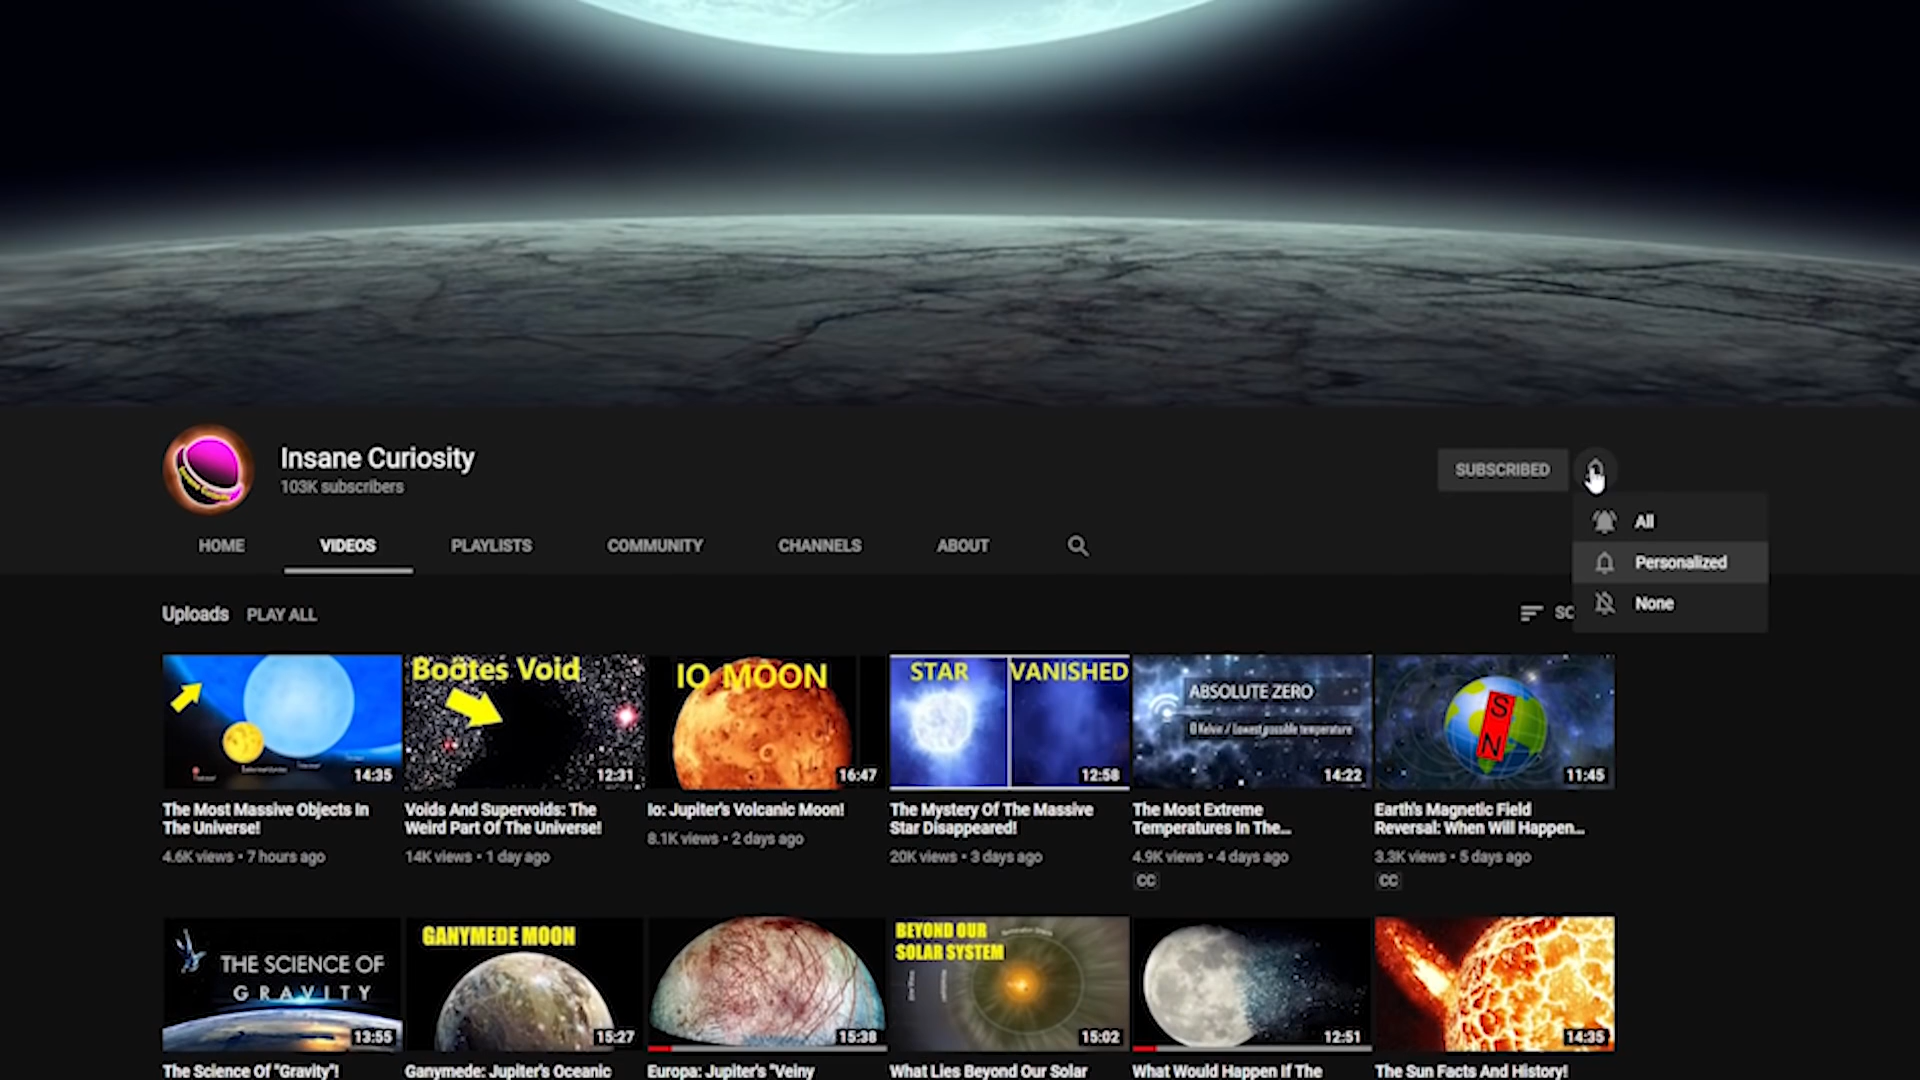 Insane Curiosity
103K subscribers
SUBSCRIBED
All
Personalized
None
HOME
VIDEOS
PLAYLISTS
COMMUNITY
CHANNELS
ABOUT
Uploads
PLAY ALL
14:35
Boötes Void
12:31
IO MOON
16:47
STAR
VANISHED
12:58
ABSOLUTE ZERO
0 Kelvin / Lowest possible temperature
14:22
S
N
11:45
The Most Massive Objects In
The Universe!
4.6K views • 7 hours ago
Voids And Supervoids: The
Weird Part Of The Universe!
14K views • 1 day ago
Io: Jupiter's Volcanic Moon!
8.1K views • 2 days ago
The Mystery Of The Massive
Star Disappeared!
20K views • 3 days ago
The Most Extreme
Temperatures In The...
4.9K views • 4 days ago
CC
Earth's Magnetic Field
Reversal: When Will Happen...
3.3K views • 5 days ago
CC
THE SCIENCE OF
GRAVITY
13:55
GANYMEDE MOON
15:27
15:38
BEYOND OUR
SOLAR SYSTEM
15:02
12:51
14:35
The Science Of "Gravity"!
Ganymede: Jupiter's Oceanic
Europa: Jupiter's "Veiny
What Lies Beyond Our Solar
What Would Happen If The
The Sun Facts And History!